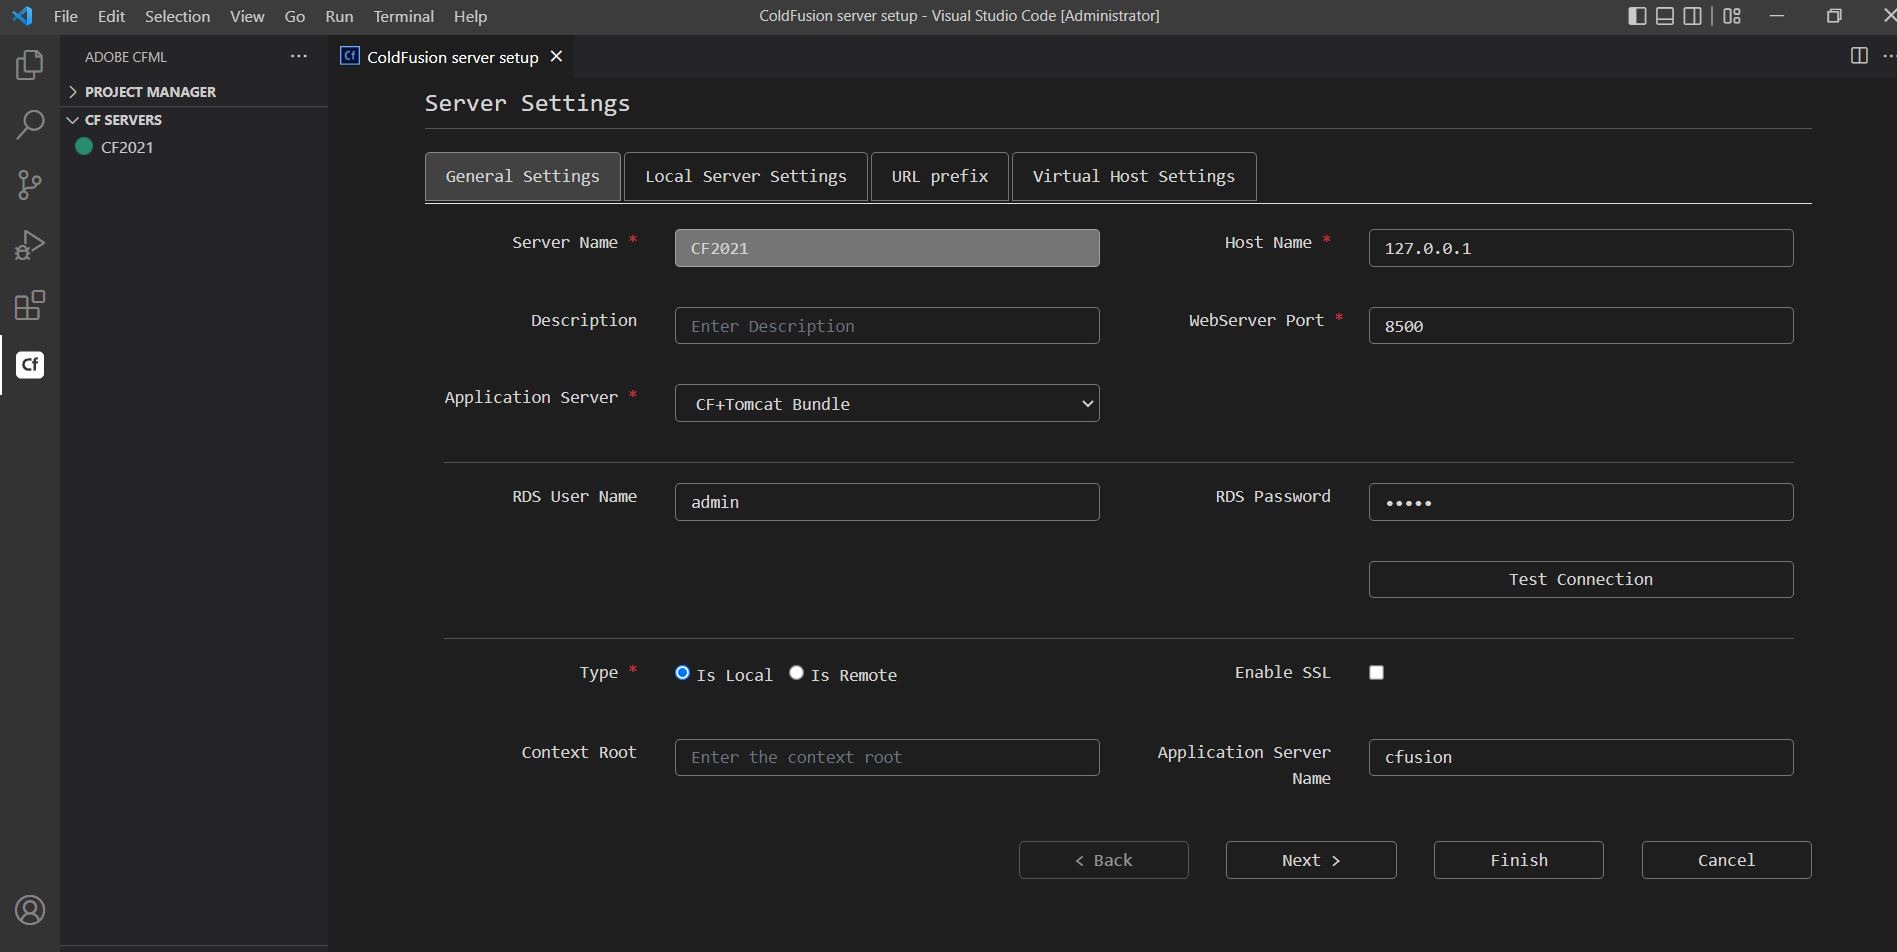 File Edit Selection View Go Run Terminal Help
ColdFusion server setup - Visual Studio Code [Administrator]
ADOBE CFML
Cf ColdFusion server setup
PROJECT MANAGER
CF SERVERS
CF2021
Cf
Server Settings
General Settings Local Server Settings URL prefix Virtual Host Settings
Server Name * CF2021 Host Name * 127.0.0.1
Description Enter Description WebServer Port * 8500
Application Server * CF+Tomcat Bundle
RDS User Name admin RDS Password •••••
Test Connection
Type * Is Local Is Remote Enable SSL
Context Root Enter the context root Application Server cfusion
Name
< Back Next > Finish Cancel